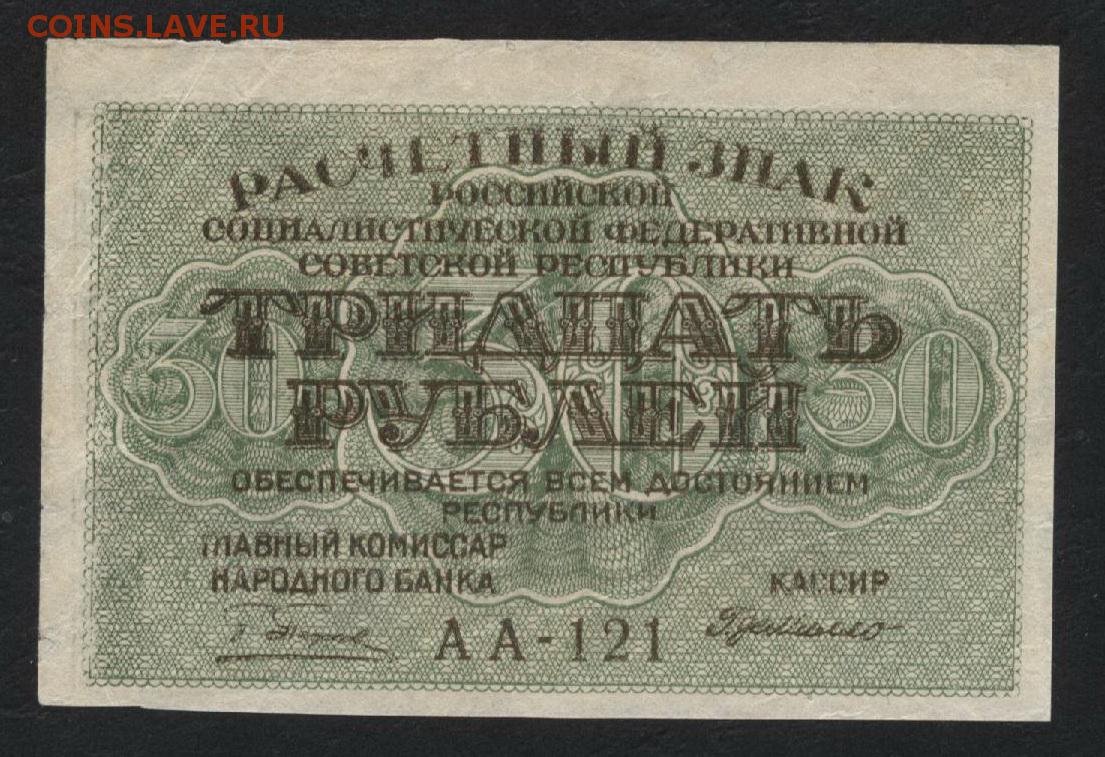 COINS.LAVE.RU
РАСЧЕТНЫЙ ЗНАК
РОССИЙСКОЙ
СОЦИАЛИСТИЧЕСКОЙ ФЕДЕРАТИВНОЙ
СОВЕТСКОЙ РЕСПУБЛИКИ
ТРИДЦАТЬ
30 30 30
РУБЛЕЙ
ОБЕСПЕЧИВАЕТСЯ ВСЕМ ДОСТОЯНИЕМ
РЕСПУБЛИКИ
ГЛАВНЫЙ КОМИССАР
НАРОДНОГО БАНКА
КАССИР
АА-121